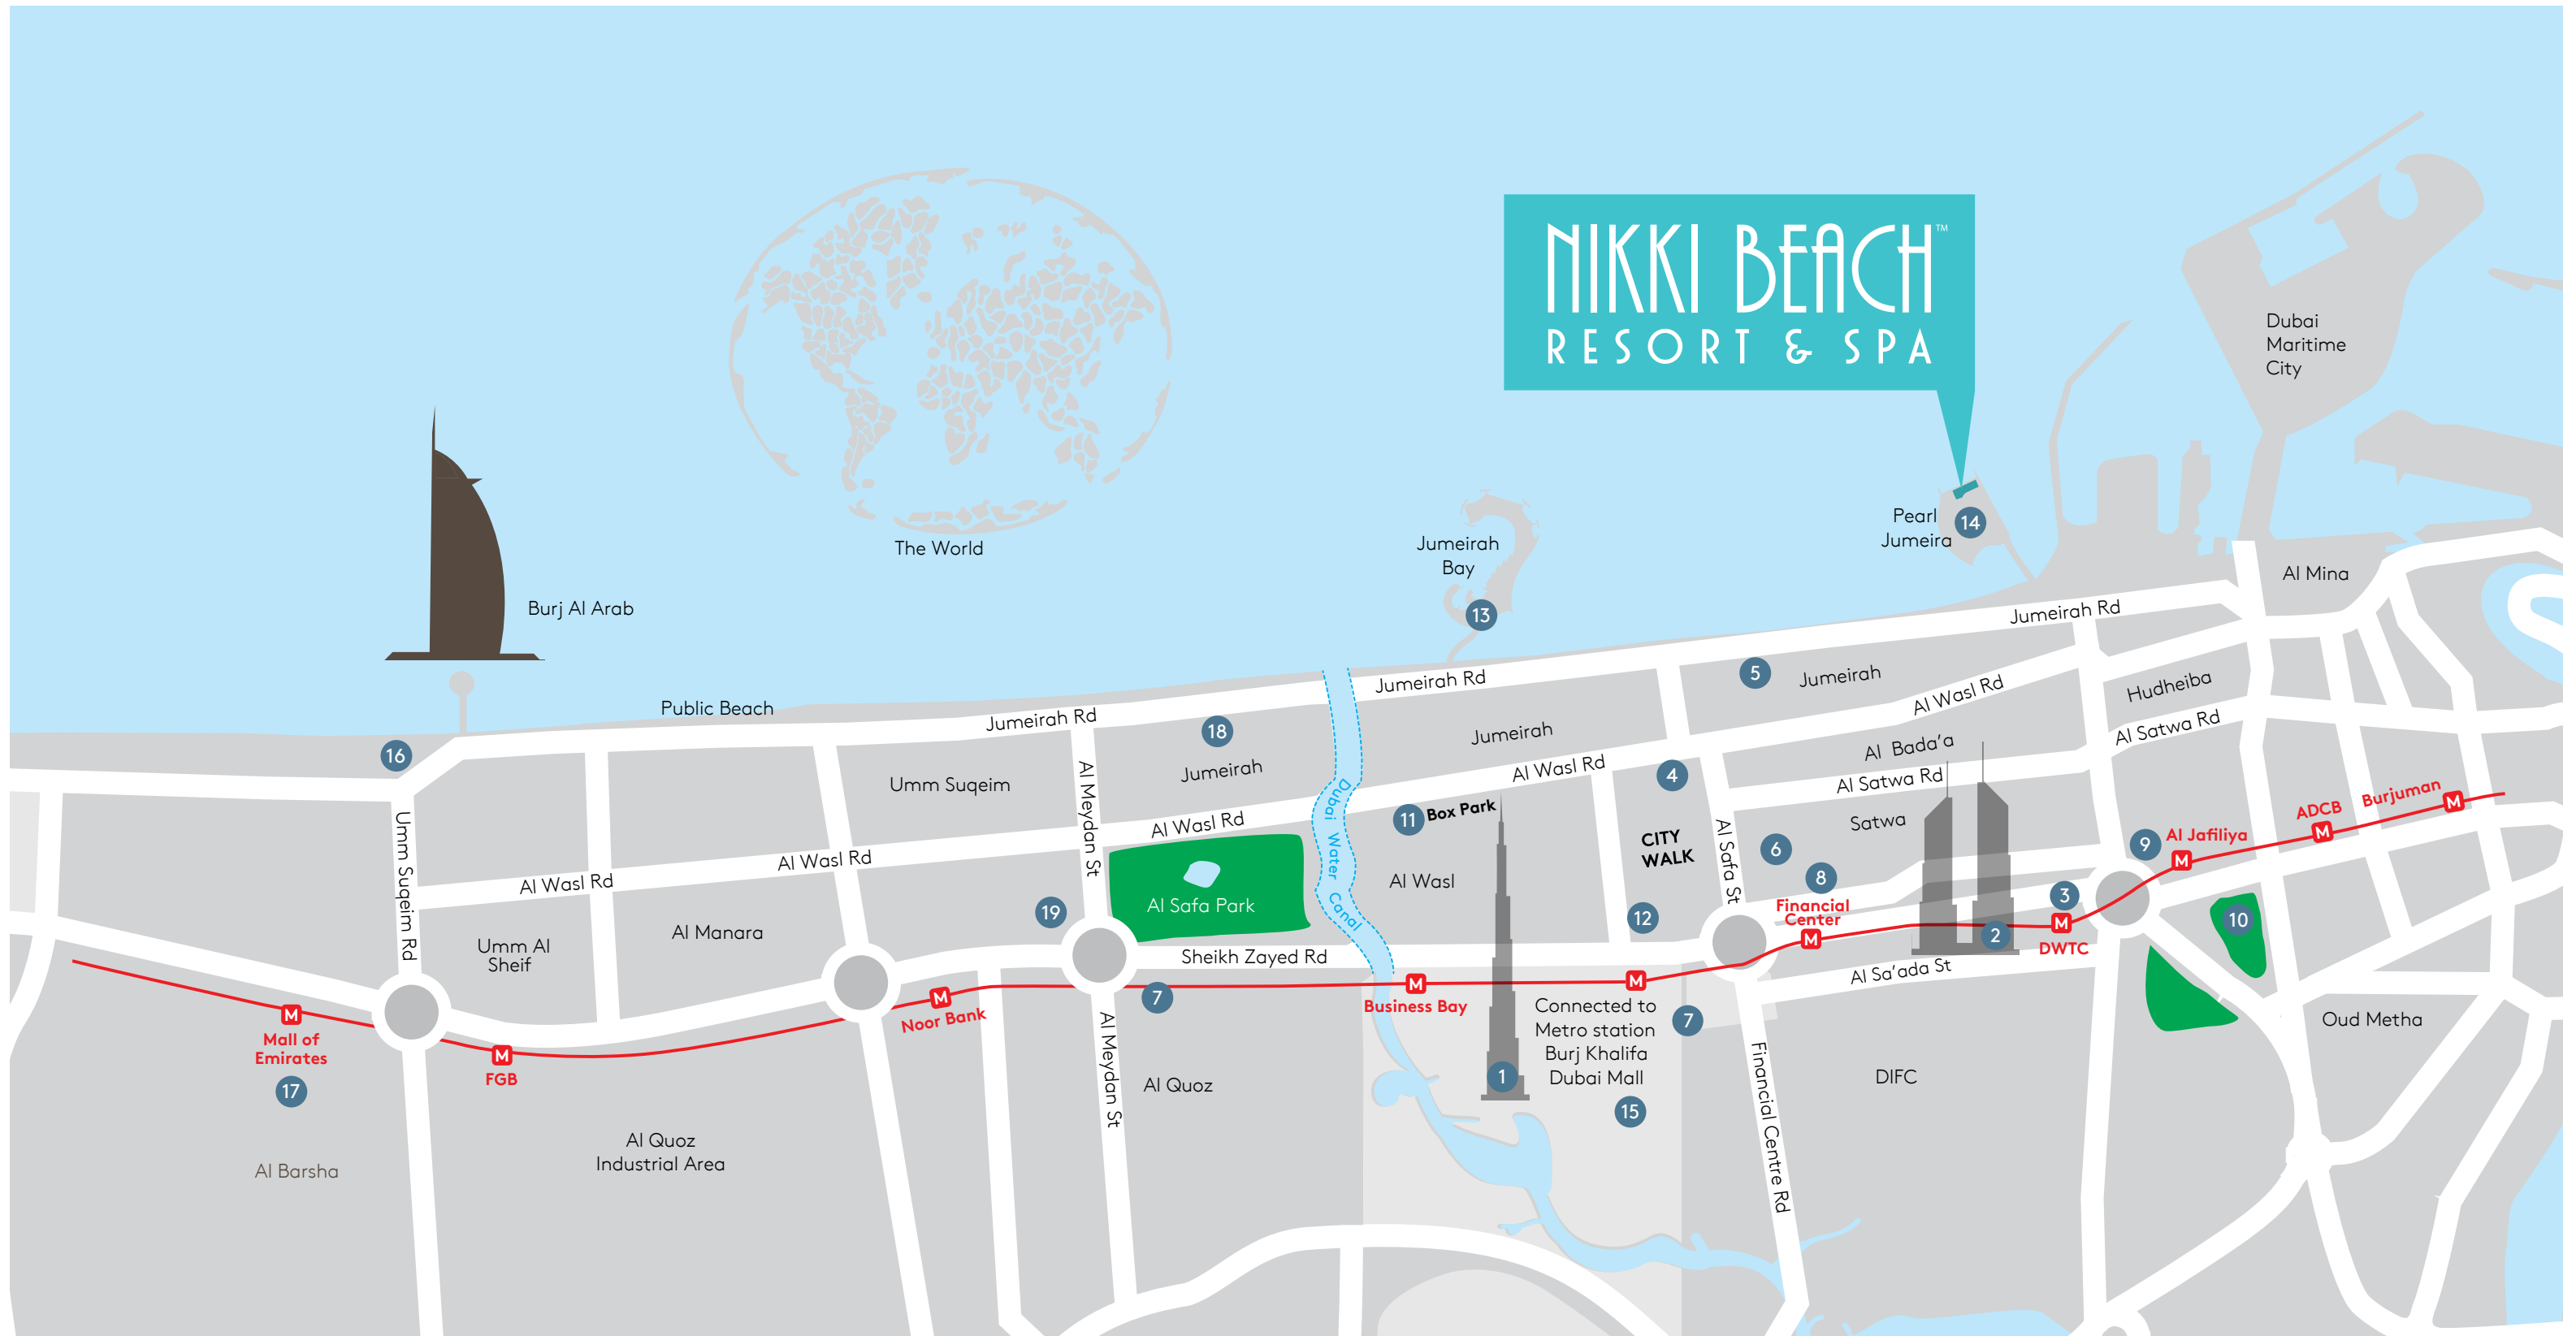 NIKKI BEACH™
RESORT & SPA
Dubai
Maritime
City
Pearl
Jumeira
14
The World
Jumeirah
Bay
13
Burj Al Arab
Al Mina
Jumeirah Rd
Public Beach
16
Jumeirah Rd
18
Jumeirah
Jumeirah Rd
Jumeirah
5
Jumeirah
Al Wasl Rd
Hudheiba
Al Satwa Rd
Al Bada'a
Al Satwa Rd
Satwa
Umm Suqeim
Al Meydan St
Al Wasl Rd
Al Wasl Rd
Al Wasl Rd
Al Wasl Rd
Dubai Water Canal
11
Box Park
4
CITY
WALK
Al Safa St
6
8
Financial
Center
M
9
Al Jafiliya
M
ADCB
M
Burjuman
M
Umm Suqeim Rd
Umm Al
Sheif
Al Manara
19
Al Safa Park
Al Wasl
12
3
2
M
DWTC
10
Sheikh Zayed Rd
Al Sa'ada St
M
Mall of
Emirates
17
M
FGB
M
Noor Bank
7
M
Business Bay
M
Connected to
Metro station
Burj Khalifa
Dubai Mall
15
1
7
Oud Metha
DIFC
Financial Centre Rd
Al Meydan St
Al Quoz
Al Quoz
Industrial Area
Al Barsha